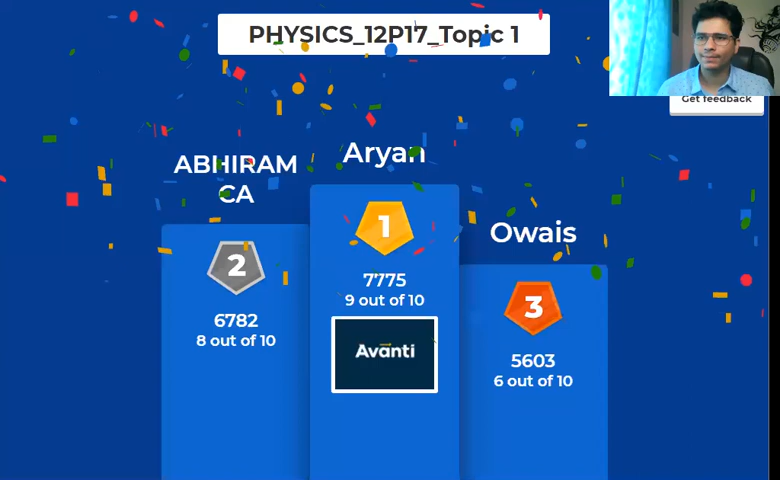 PHYSICS_12P17_Topic 1
Get feedback
ABHIRAM
CA
Aryan
Owais
2
6782
8 out of 10
1
7775
9 out of 10
Avanti
3
5603
6 out of 10